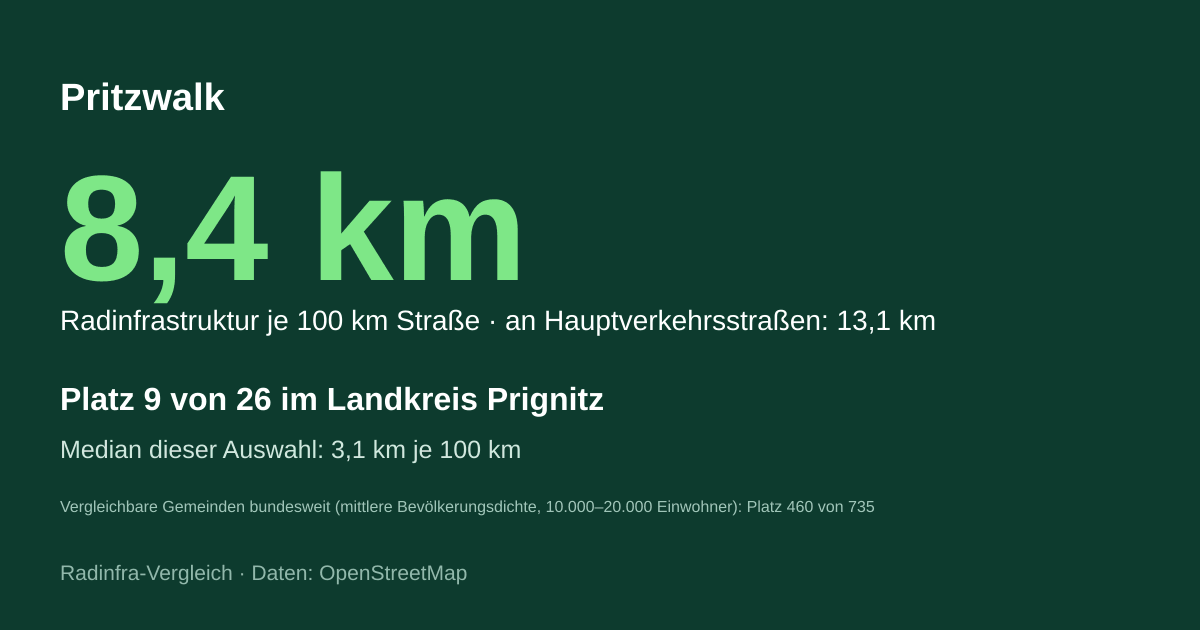 Pritzwalk
8,4 km
Radinfrastruktur je 100 km Straße · an Hauptverkehrsstraßen: 13,1 km
Platz 9 von 26 im Landkreis Prignitz
Median dieser Auswahl: 3,1 km je 100 km
Vergleichbare Gemeinden bundesweit (mittlere Bevölkerungsdichte, 10.000–20.000 Einwohner): Platz 460 von 735
Radinfra-Vergleich · Daten: OpenStreetMap